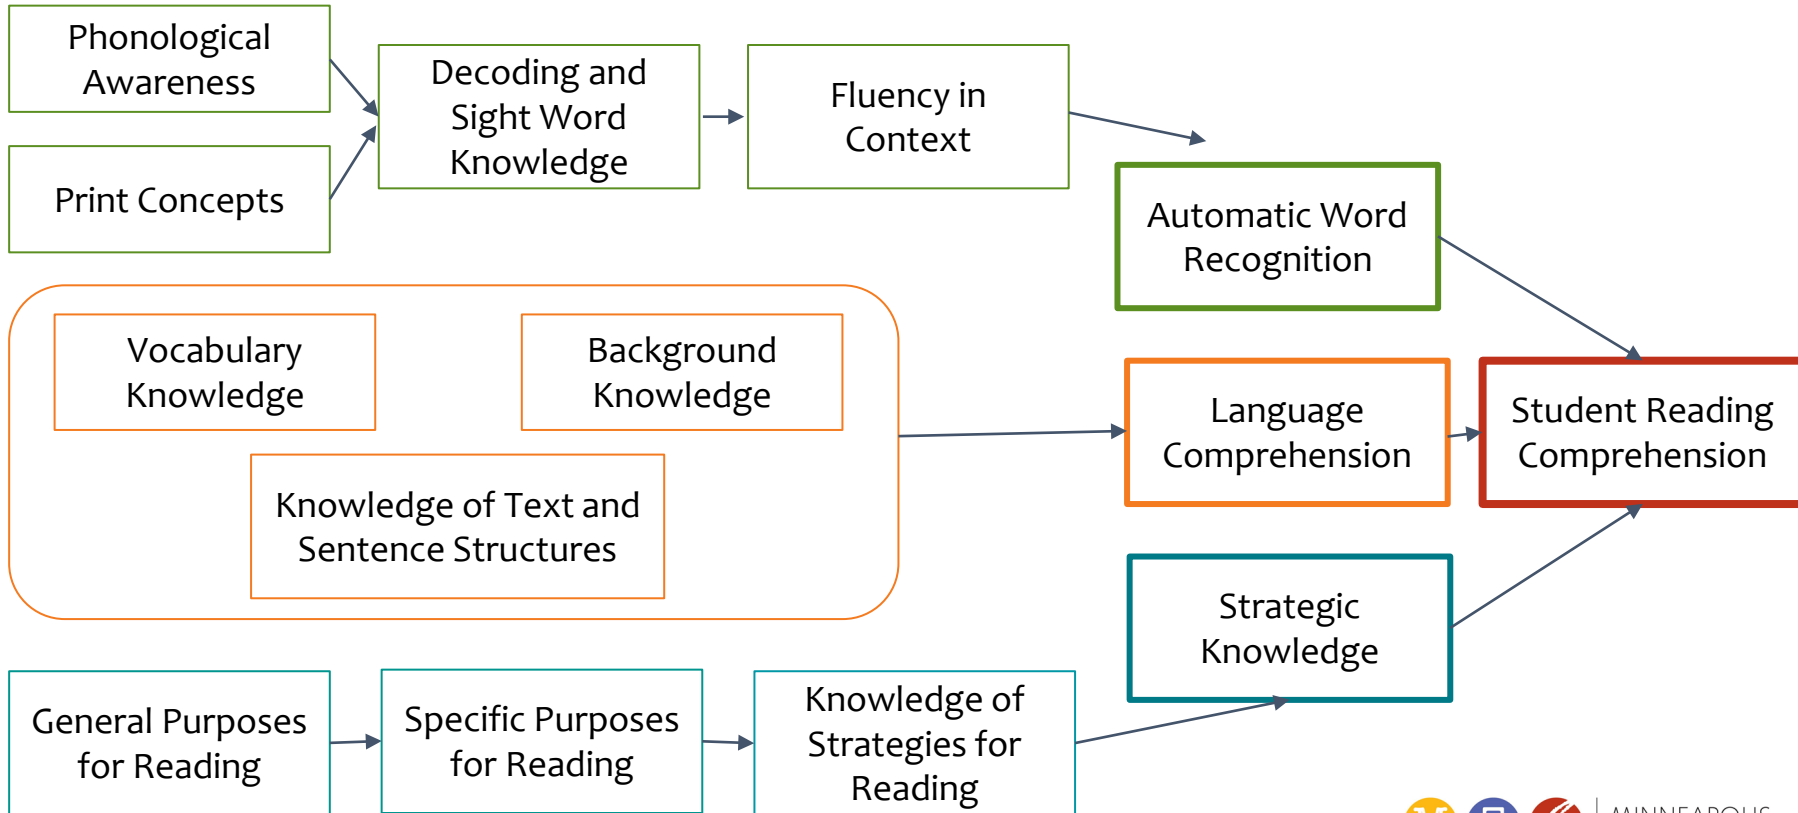 Phonological
Awareness
Print Concepts
Decoding and
Sight Word
Knowledge
Fluency in
Context
Automatic Word
Recognition
Vocabulary
Knowledge
Background
Knowledge
Knowledge of Text and
Sentence Structures
Language
Comprehension
Student Reading
Comprehension
Strategic
Knowledge
General Purposes
for Reading
Specific Purposes
for Reading
Knowledge of
Strategies for
Reading
MINNEAPOLIS